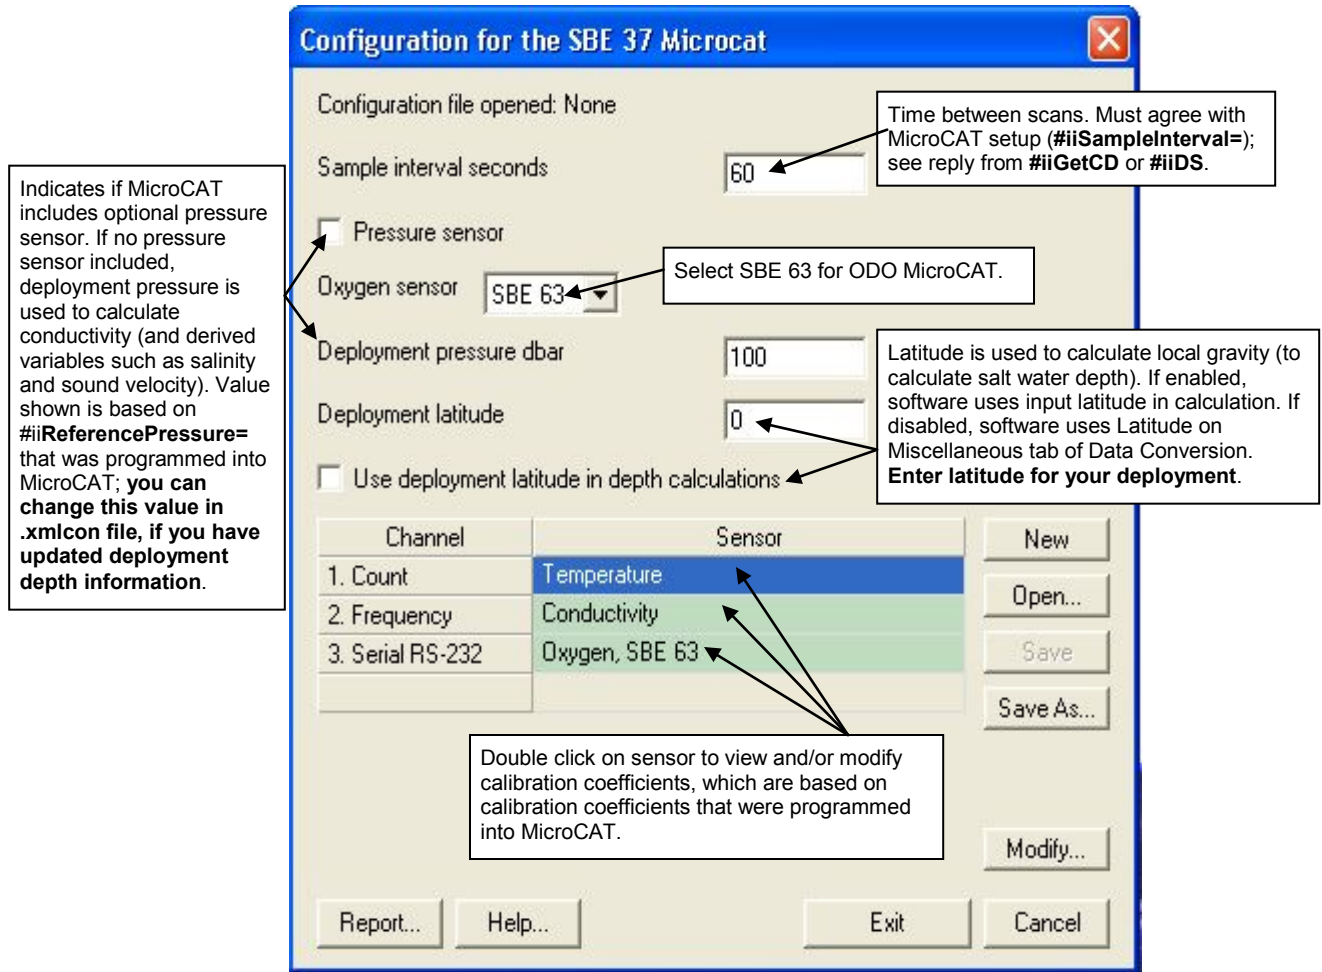 Configuration for the SBE 37 Microcat
Configuration file opened: None
Time between scans. Must agree with
MicroCAT setup (#iiSampleInterval=);
see reply from #iiGetCD or #iiDS.
Sample interval seconds
60
Indicates if MicroCAT
includes optional pressure
sensor. If no pressure
sensor included,
deployment pressure is
used to calculate
conductivity (and derived
variables such as salinity
and sound velocity). Value
shown is based on
#iiReferencePressure=
that was programmed into
MicroCAT; you can
change this value in
.xmlcon file, if you have
updated deployment
depth information.
Pressure sensor
Oxygen sensor
SBE 63
Select SBE 63 for ODO MicroCAT.
Deployment pressure dbar
100
Deployment latitude
0
Latitude is used to calculate local gravity (to
calculate salt water depth). If enabled,
software uses input latitude in calculation. If
disabled, software uses Latitude on
Miscellaneous tab of Data Conversion.
Enter latitude for your deployment.
Use deployment latitude in depth calculations
Channel Sensor
1. Count Temperature
2. Frequency Conductivity
3. Serial RS-232 Oxygen, SBE 63
New
Open...
Save
Save As...
Double click on sensor to view and/or modify
calibration coefficients, which are based on
calibration coefficients that were programmed
into MicroCAT.
Modify...
Report... Help... Exit Cancel